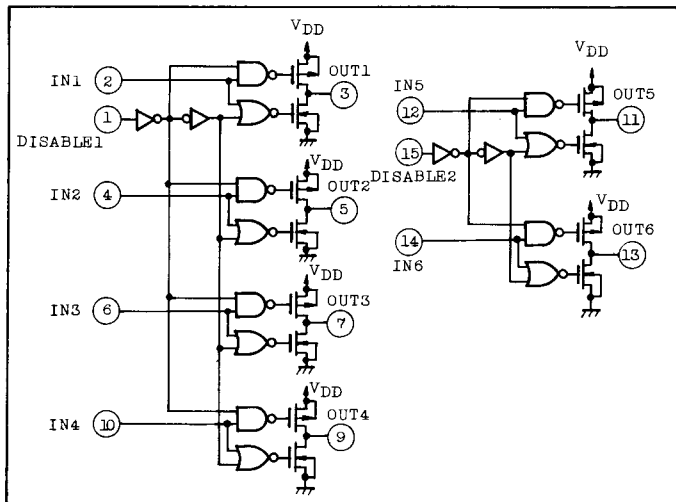 VDD
IN1 2 OUT1
3
1
DISABLE1
VDD
IN2 4 OUT2
5
VDD
IN3 6 OUT3
7
VDD
IN4 10 OUT4
9
VDD
IN5 OUT5
12 11
15 DISABLE2
VDD
14 OUT6
IN6 13